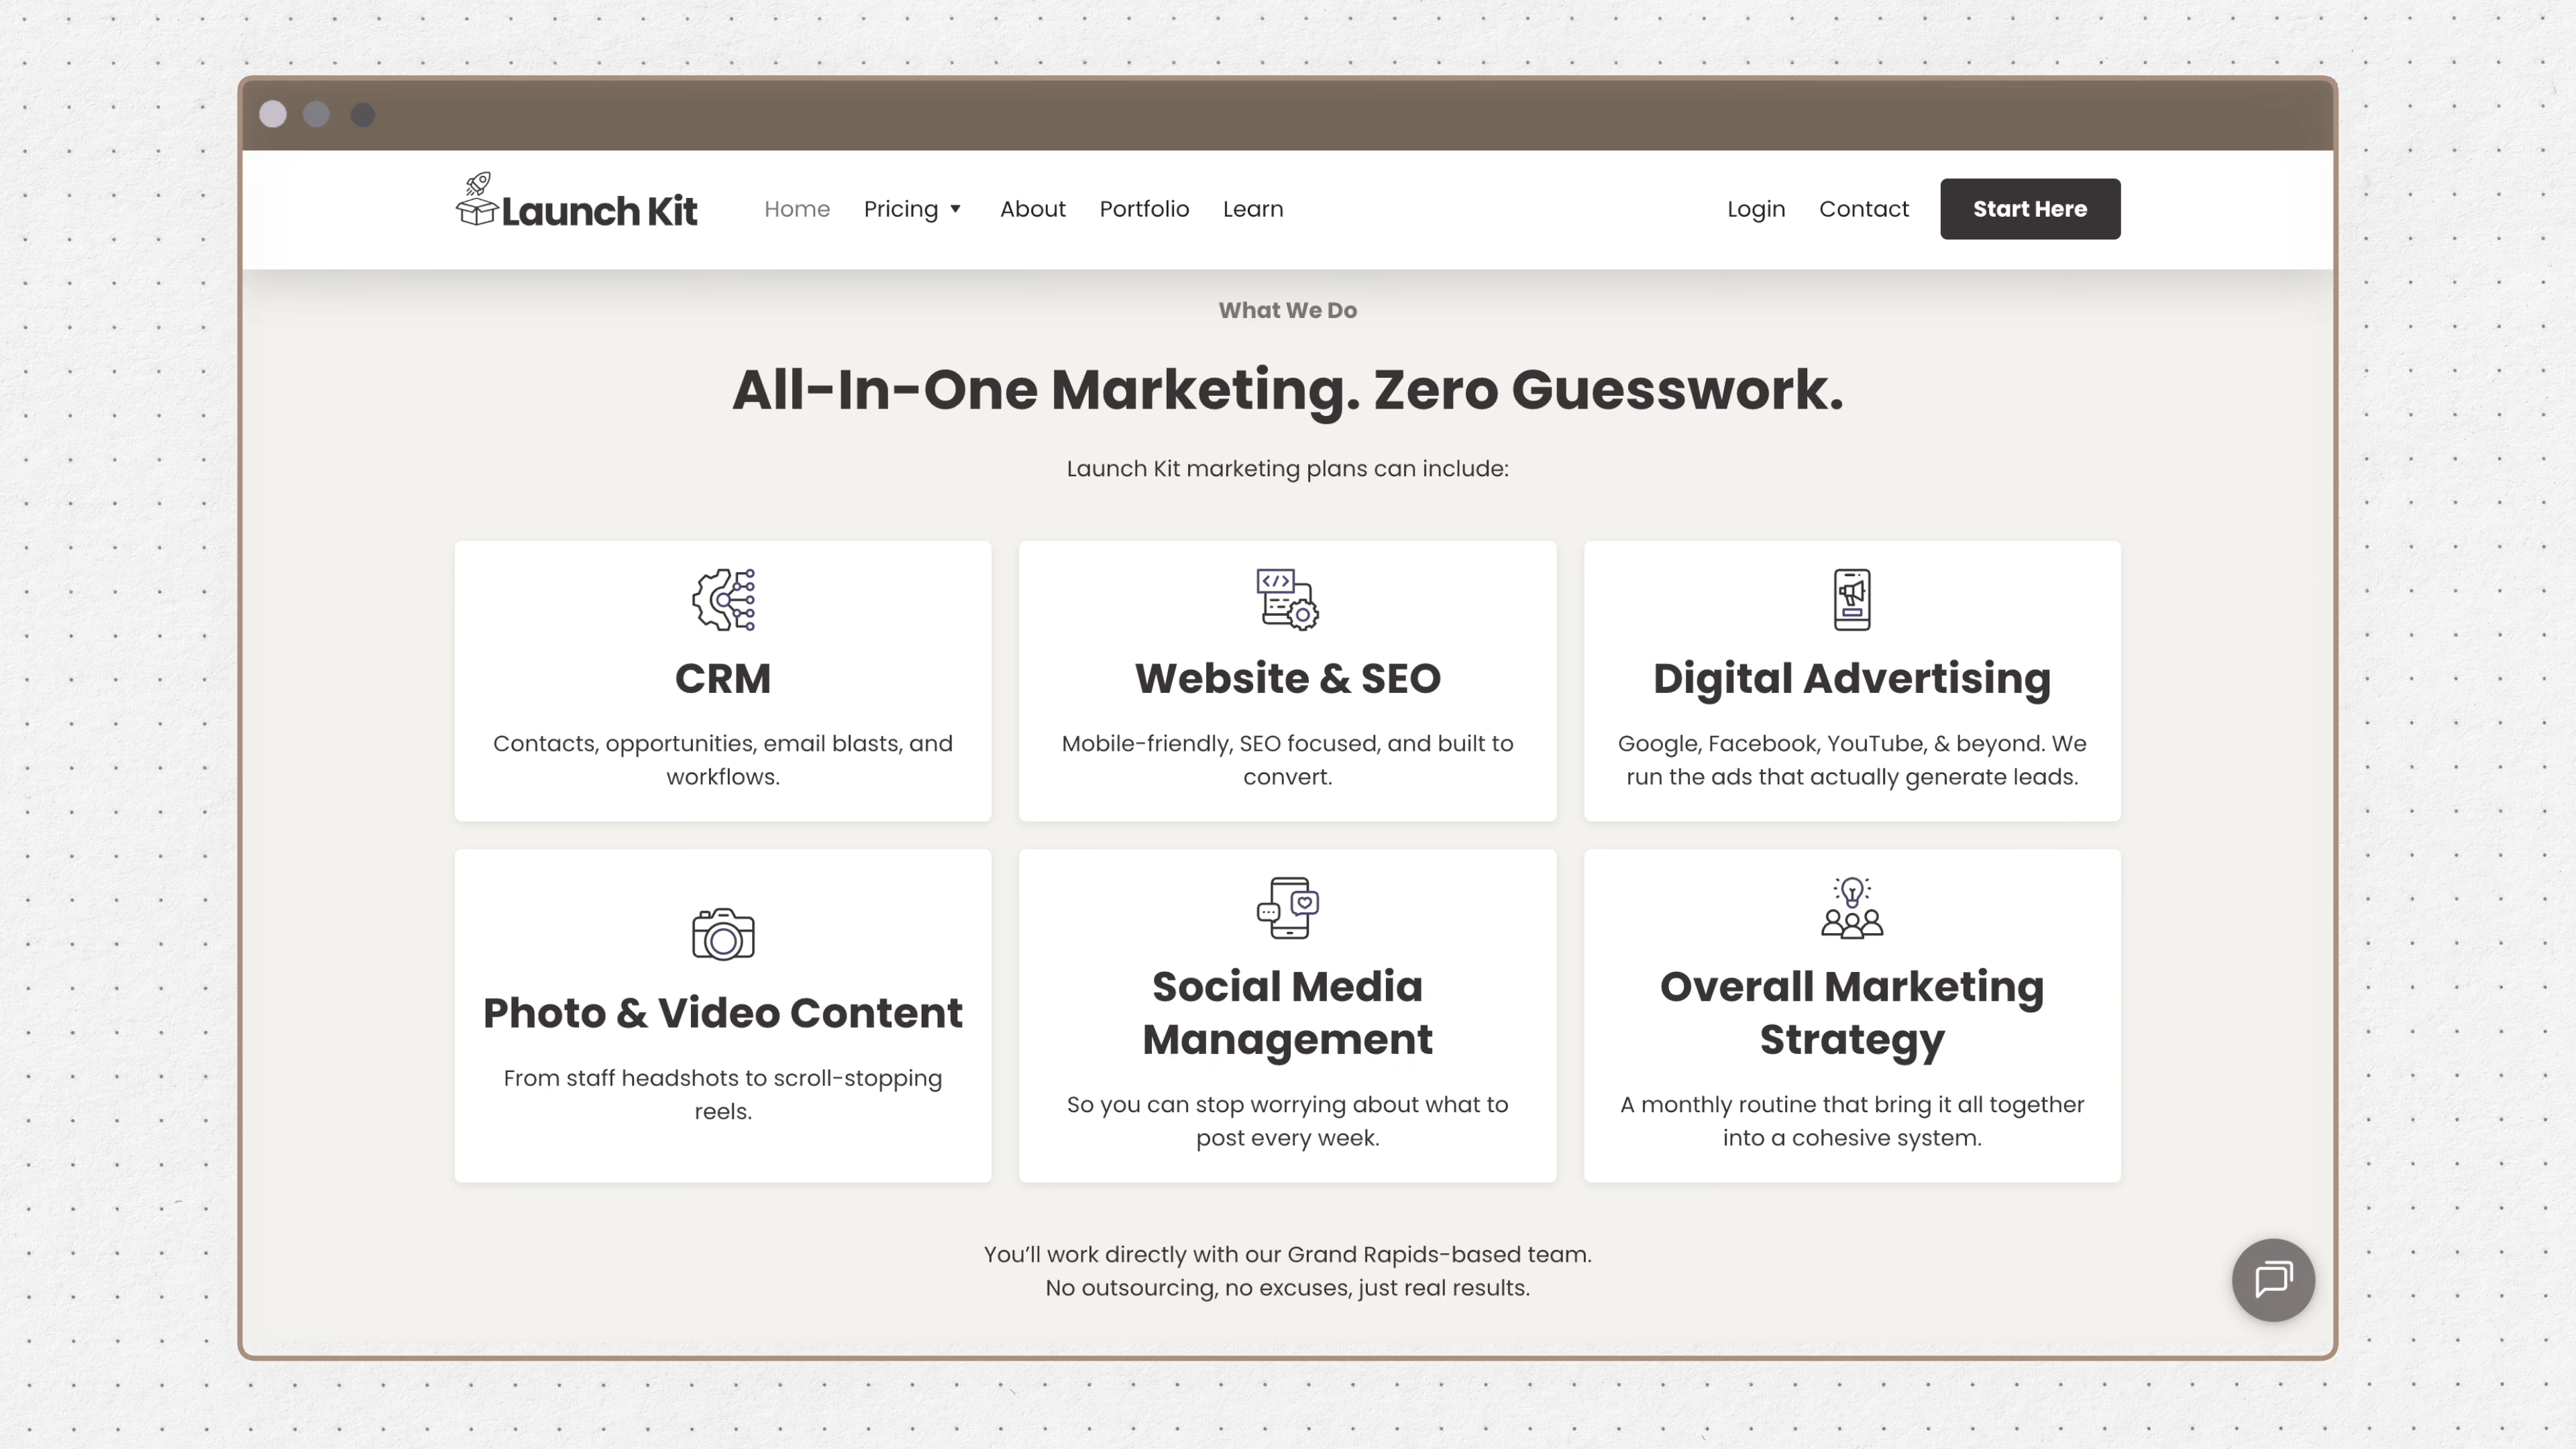 Launch Kit
Home Pricing About Portfolio Learn
Login Contact Start Here
What We Do
All-In-One Marketing. Zero Guesswork.
Launch Kit marketing plans can include:
</>
CRM
Contacts, opportunities, email blasts, and
workflows.
Website & SEO
Mobile-friendly, SEO focused, and built to
convert.
Digital Advertising
Google, Facebook, YouTube, & beyond. We
run the ads that actually generate leads.
Photo & Video Content
From staff headshots to scroll-stopping
reels.
Social Media
Management
So you can stop worrying about what to
post every week.
Overall Marketing
Strategy
A monthly routine that bring it all together
into a cohesive system.
You’ll work directly with our Grand Rapids-based team.
No outsourcing, no excuses, just real results.